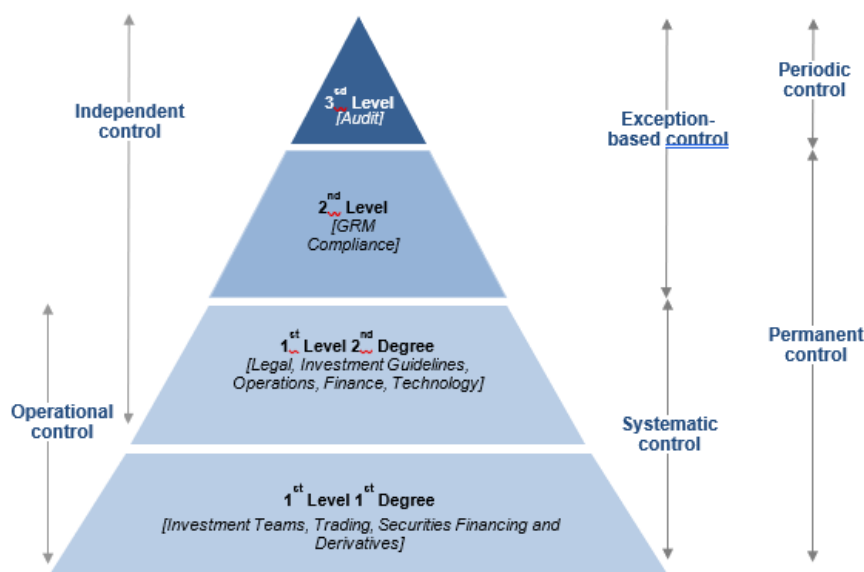 3rd Level
[Audit]
Independent
control
Exception-
based control
Periodic
control
2nd Level
[GRM
Compliance]
1st Level 2nd Degree
[Legal, Investment Guidelines,
Operations, Finance, Technology]
Operational
control
Systematic
control
Permanent
control
1st Level 1st Degree
[Investment Teams, Trading, Securities Financing and
Derivatives]